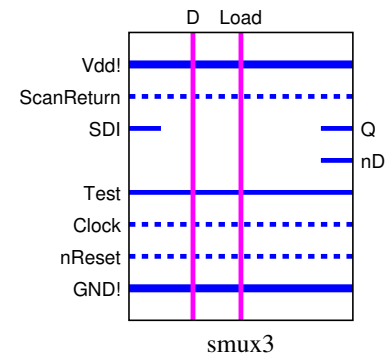 D Load
Vdd!
ScanReturn
SDI
Q
nD
Test
Clock
nReset
GND!
smux3